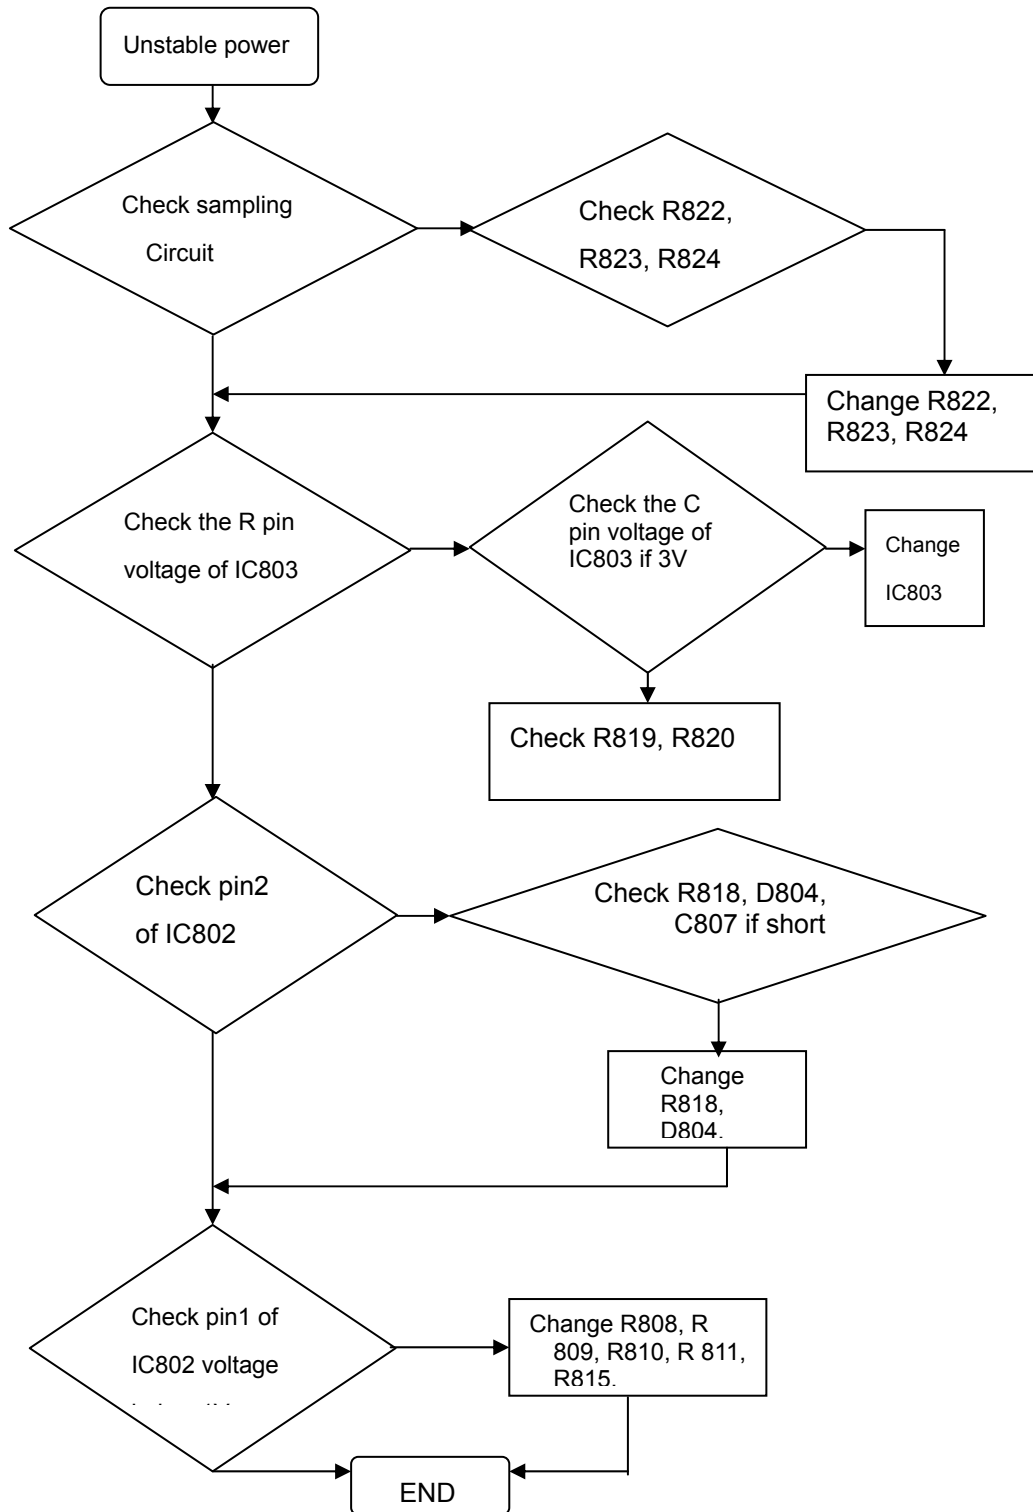 Unstable power
Check sampling
Circuit
Check R822,
R823, R824
Change R822,
R823, R824
Check the R pin
voltage of IC803
Check the C
pin voltage of
IC803 if 3V
Change
IC803
Check R819, R820
Check pin2
of IC802
Check R818, D804,
C807 if short
Change
R818,
D804.
Check pin1 of
IC802 voltage
Change R808, R
809, R810, R 811,
R815.
END